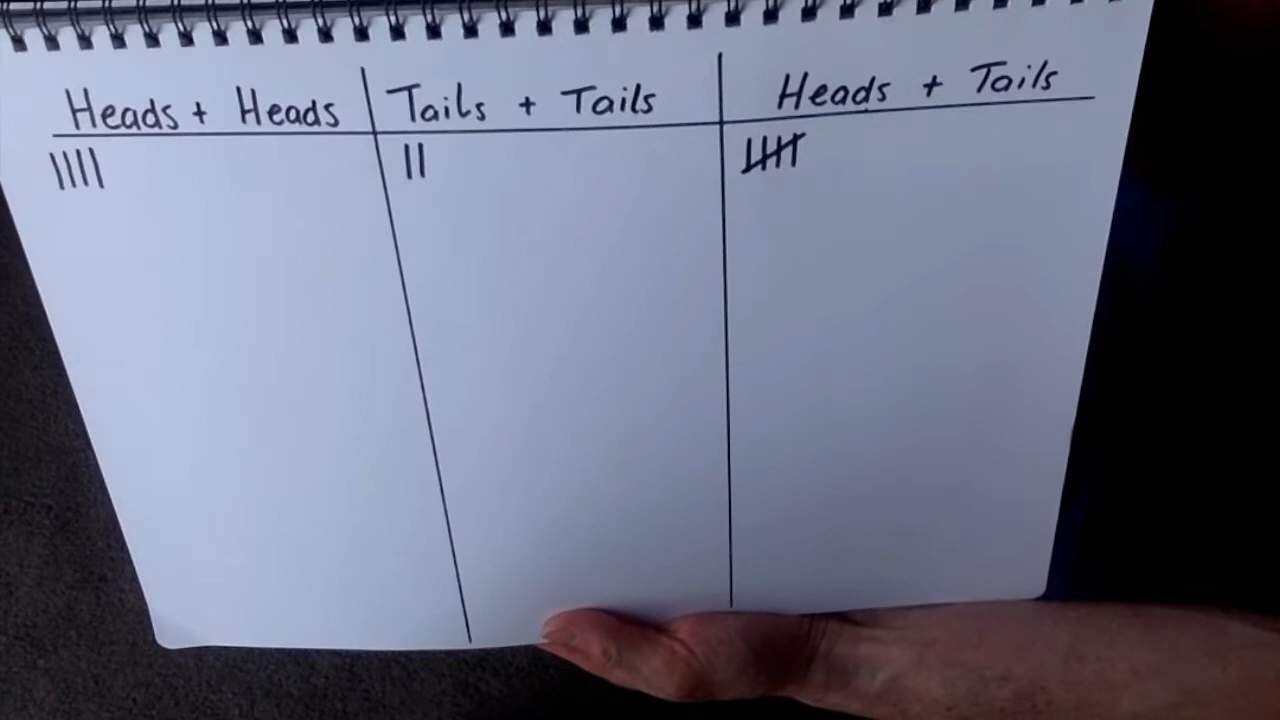 Heads + Heads
Tails + Tails
Heads + Tails
||||
||
~~||||~~